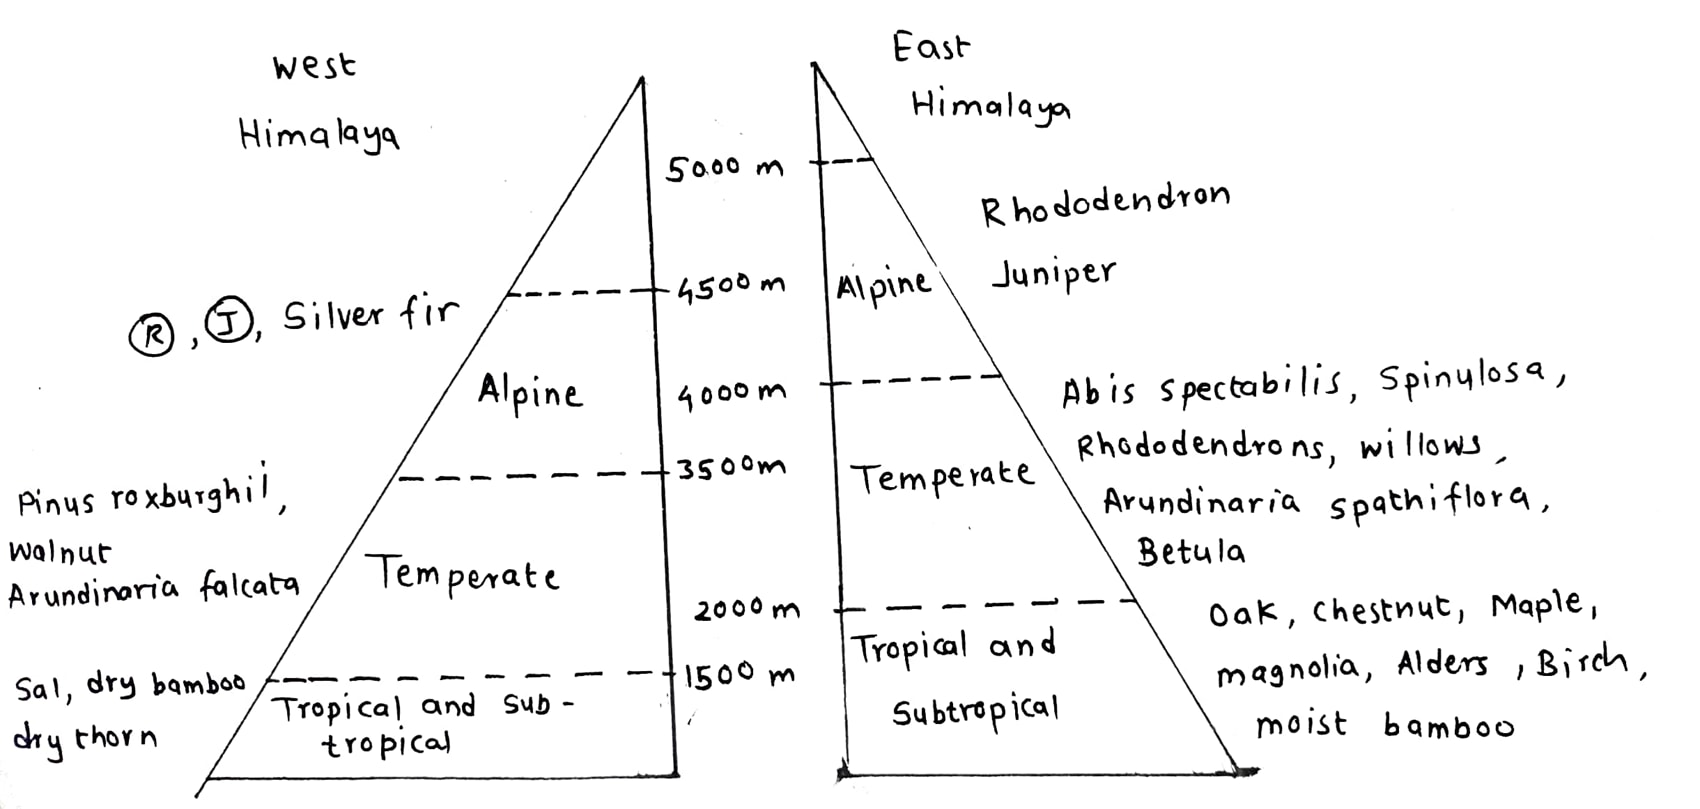 West
Himalaya
East
Himalaya
5000 m
Rhododendron
Juniper
4500 m
Alpine
Ⓡ, Ⓙ, Silver fir
Alpine
4000 m
Abis spectabilis, Spinulosa,
Rhododendrons, willows,
Arundinaria spathiflora,
Betula
3500m
Temperate
Pinus roxburghii,
Walnut
Arundinaria falcata
Temperate
2000 m
Oak, Chestnut, Maple,
magnolia, Alders, Birch,
moist bamboo
Tropical and
Subtropical
Sal, dry bamboo
dry thorn
1500 m
Tropical and Sub-
tropical